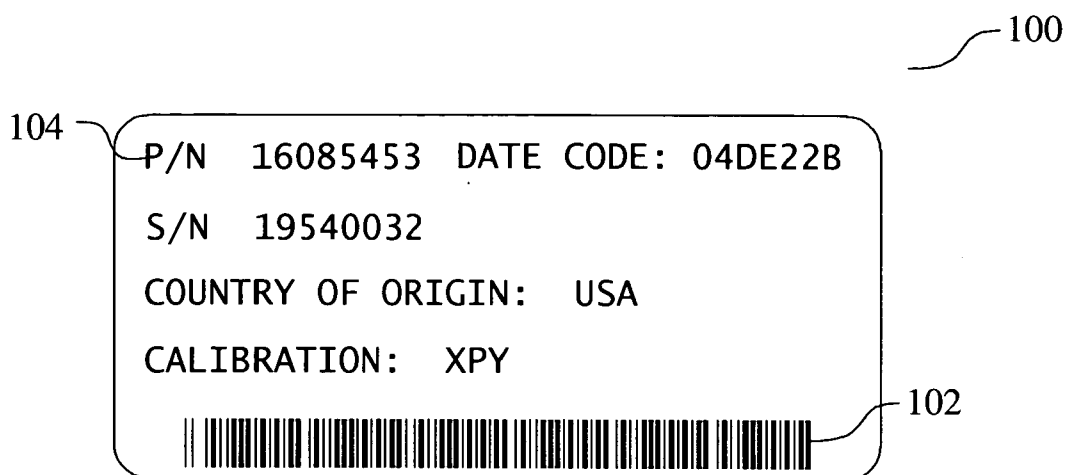 100
104
P/N 16085453 DATE CODE: 04DE22B
S/N 19540032
COUNTRY OF ORIGIN: USA
CALIBRATION: XPY
102